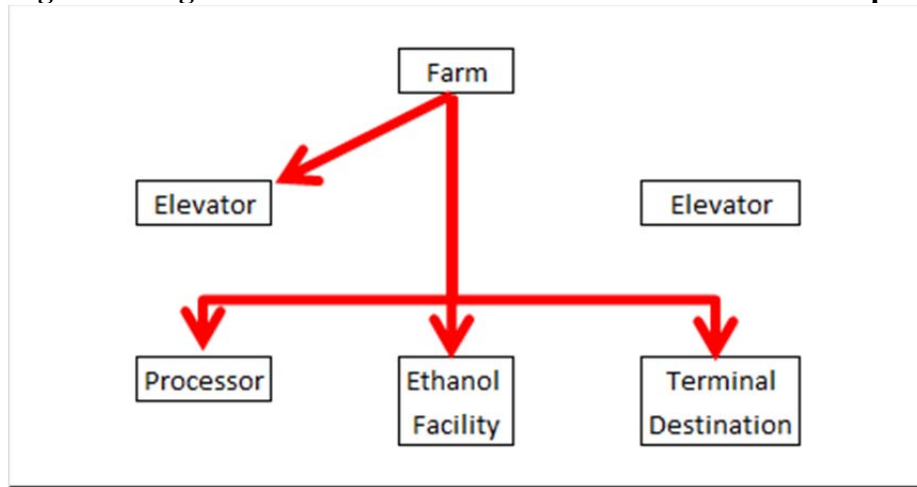 Farm
Elevator
Elevator
Processor
Ethanol
Facility
Terminal
Destination